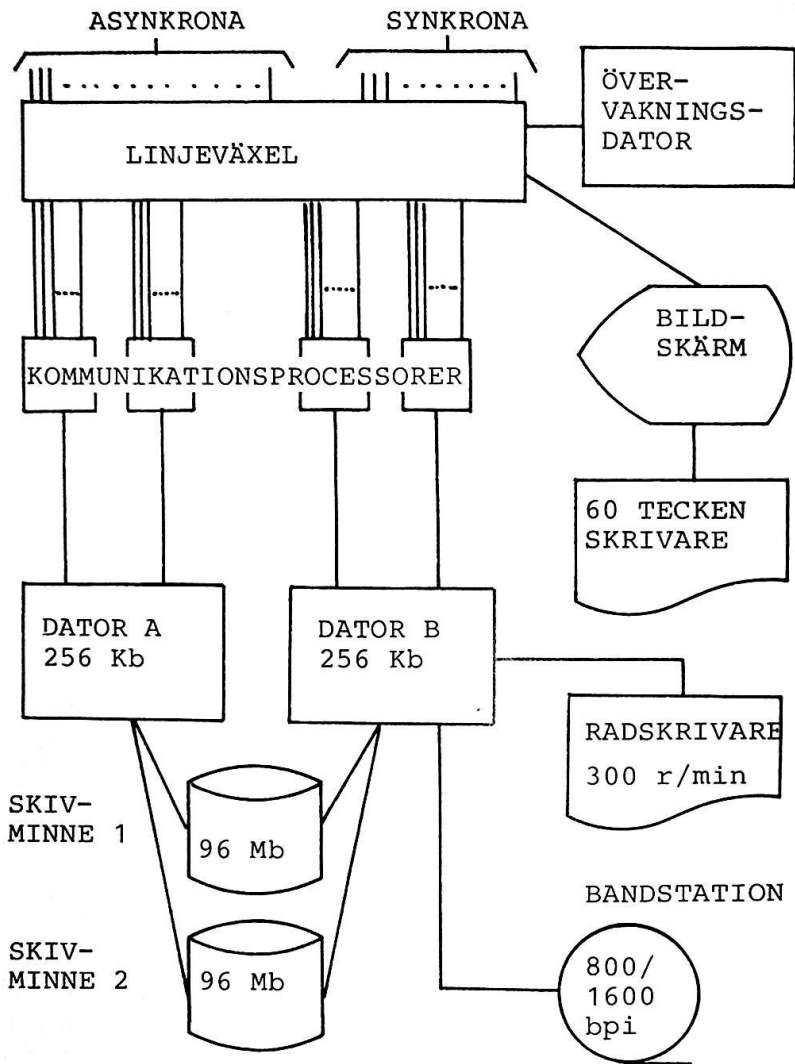 ASYNKRONA
SYNKRONA
ÖVER-
VAKNINGS-
DATOR
LINJEVÄXEL
BILD-
SKÄRM
KOMMUNIKATIONSPROCESSORER
60 TECKEN
SKRIVARE
DATOR A
256 Kb
DATOR B
256 Kb
RADSKRIVARE
300 r/min
SKIV-
MINNE 1
96 Mb
BANDSTATION
SKIV-
MINNE 2
96 Mb
800/
1600
bpi